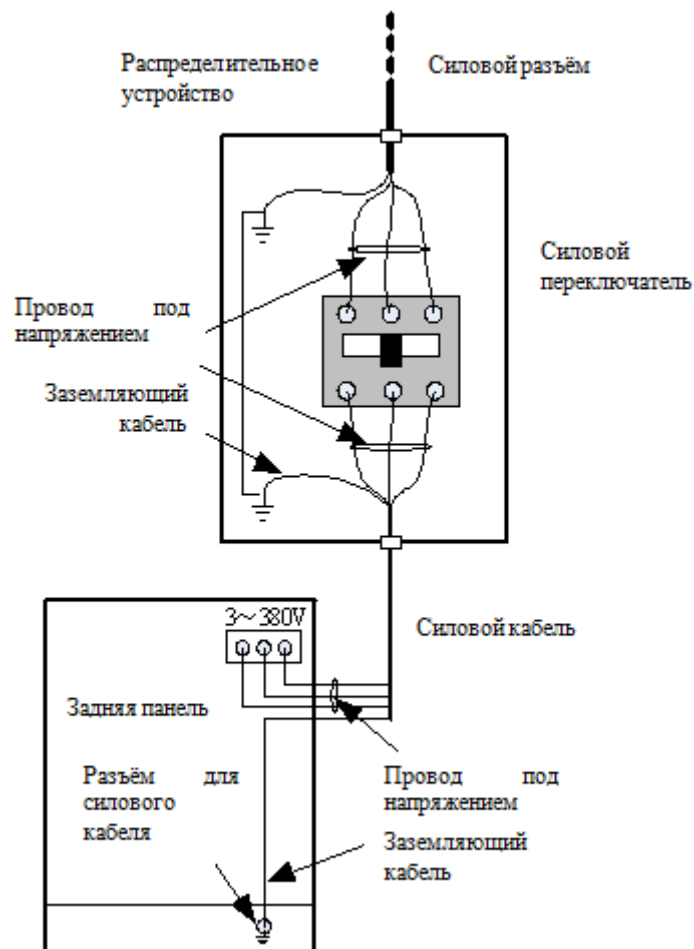 Распределительное
устройство
Силовой разъём
Силовой
переключатель
Провод под
напряжением
Заземляющий
кабель
3～380V
Силовой кабель
Задняя панель
Разъём для
силового
кабеля
Провод под
напряжением
Заземляющий
кабель